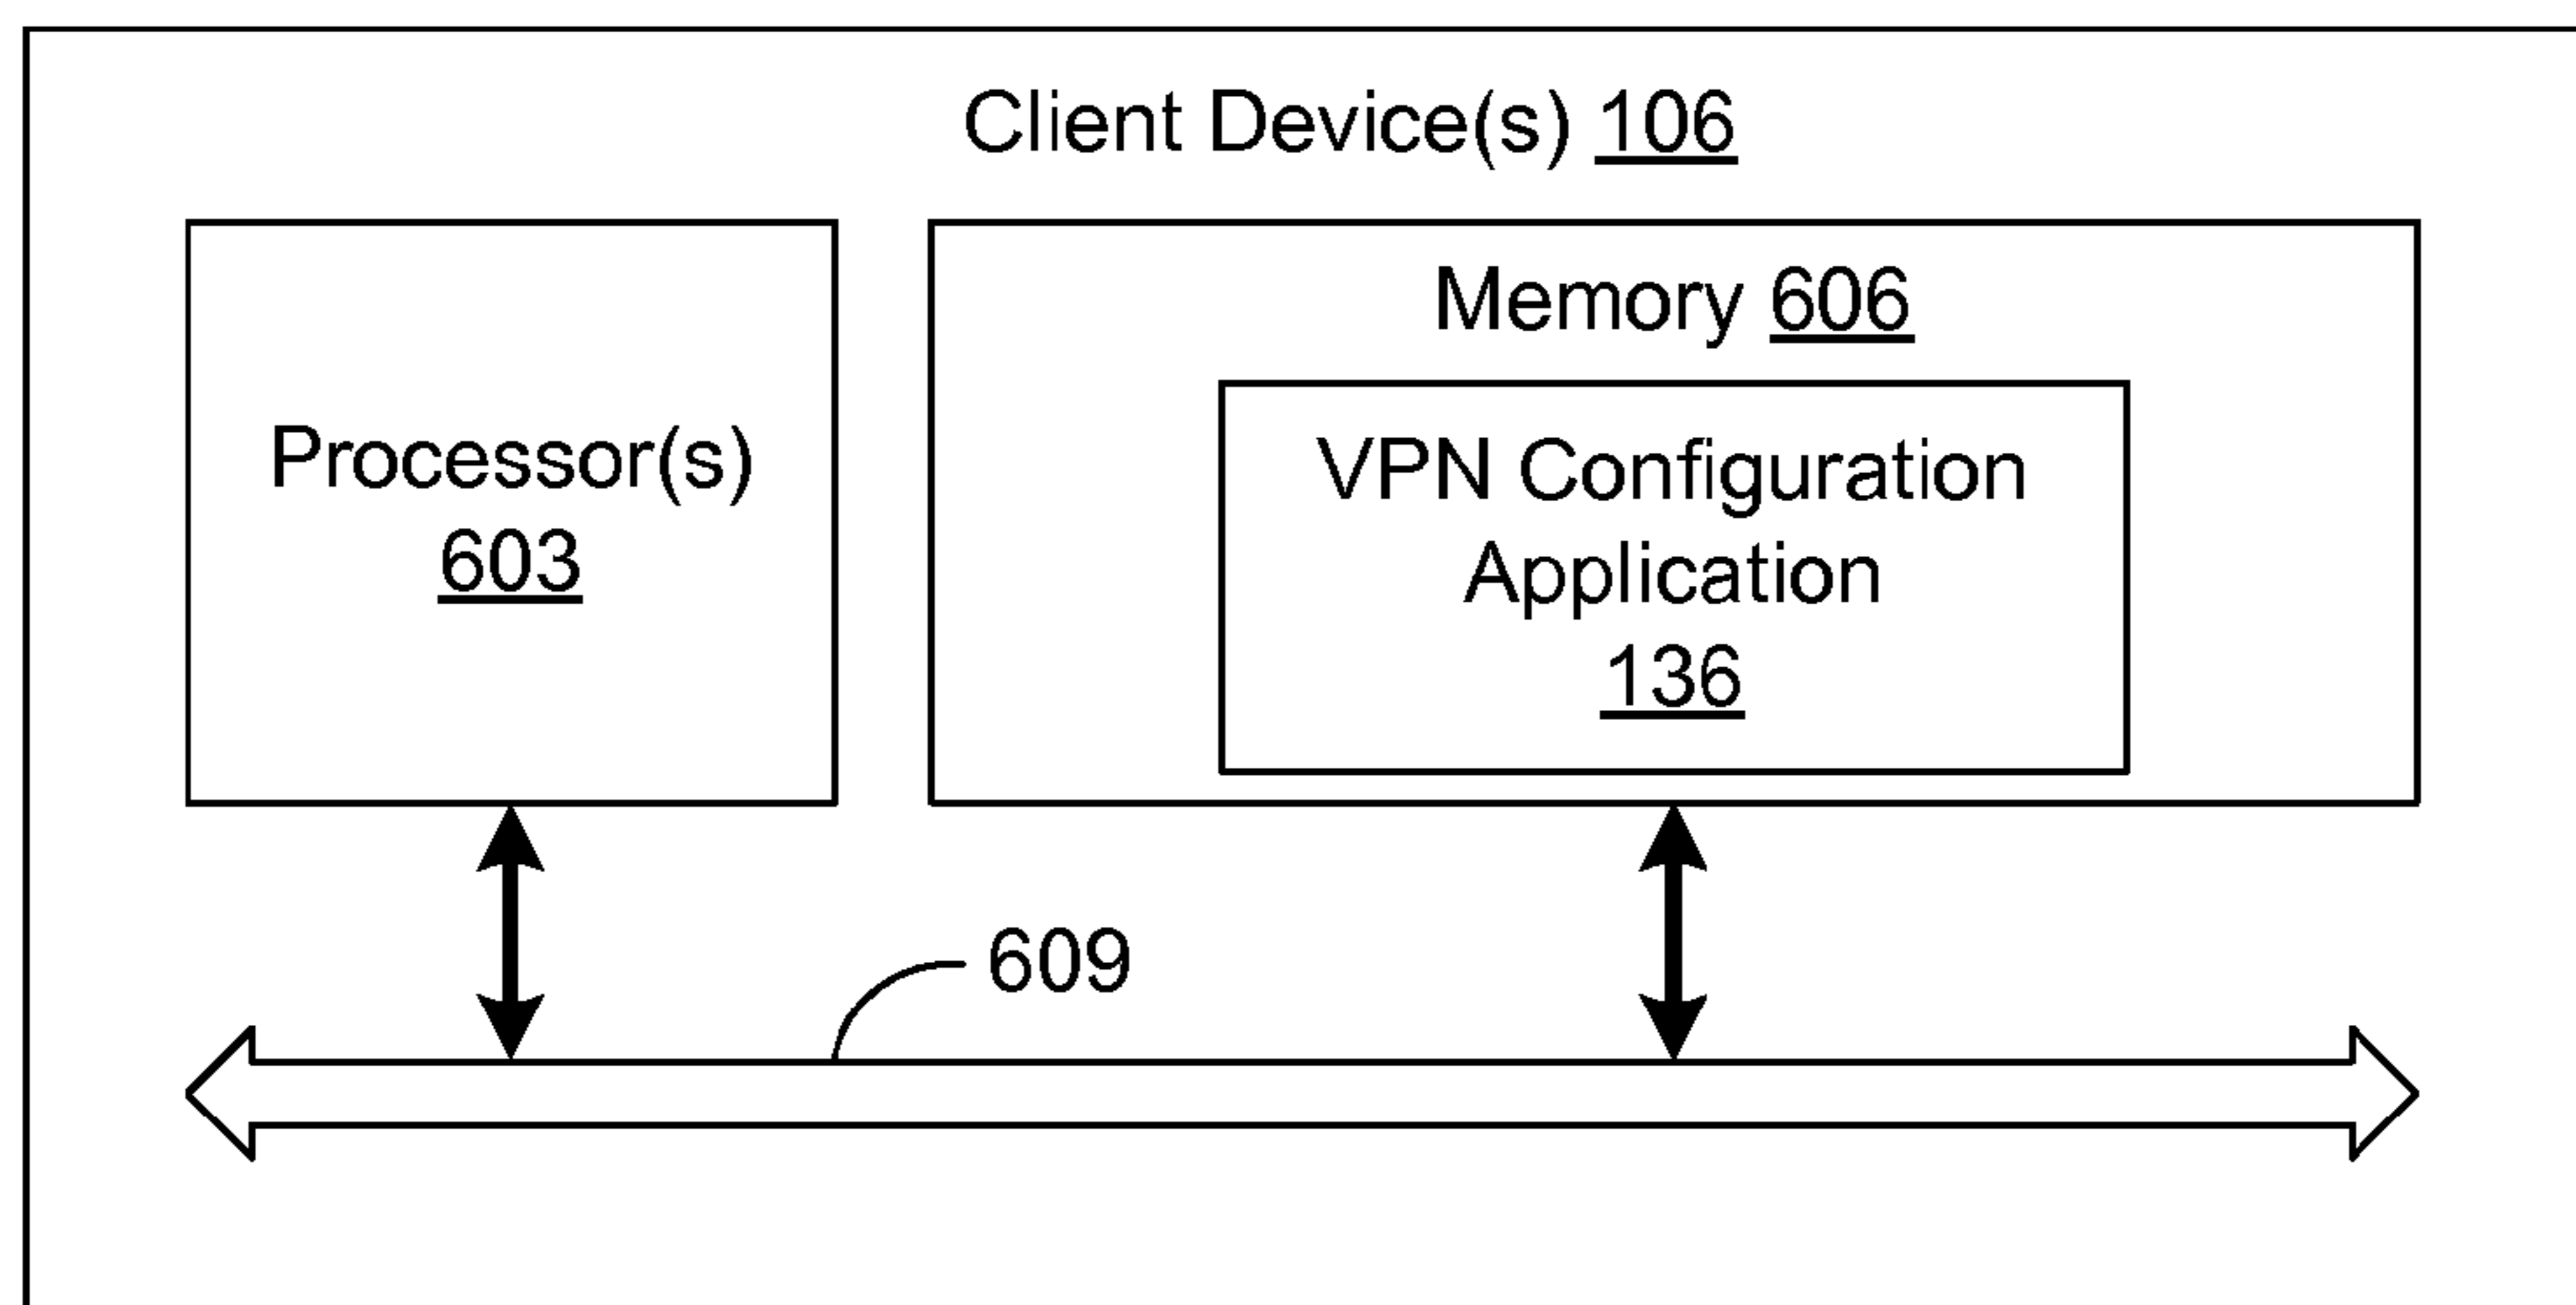 Client Device(s) 106
Processor(s)
603
Memory 606
VPN Configuration
Application
136
609